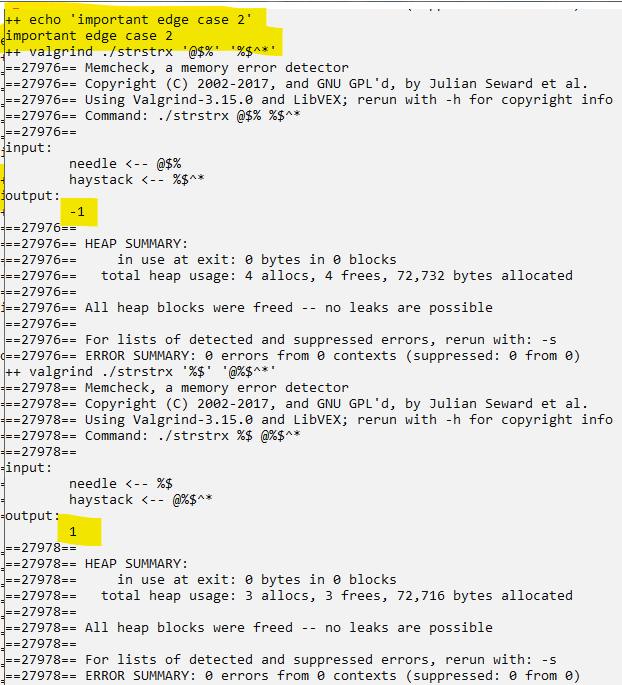 ++ echo 'important edge case 2'
important edge case 2
++ valgrind ./strstrx '@$%' '%$^*'
==27976== Memcheck, a memory error detector
==27976== Copyright (C) 2002-2017, and GNU GPL'd, by Julian Seward et al.
==27976== Using Valgrind-3.15.0 and LibVEX; rerun with -h for copyright info
==27976== Command: ./strstrx @$% %$^*
==27976==
input:
needle <-- @$%
haystack <-- %$^*
output:
-1
==27976==
==27976== HEAP SUMMARY:
==27976== in use at exit: 0 bytes in 0 blocks
==27976== total heap usage: 4 allocs, 4 frees, 72,732 bytes allocated
==27976==
==27976== All heap blocks were freed -- no leaks are possible
==27976==
==27976== For lists of detected and suppressed errors, rerun with: -s
==27976== ERROR SUMMARY: 0 errors from 0 contexts (suppressed: 0 from 0)
++ valgrind ./strstrx '%$' '@%$^*'
==27978== Memcheck, a memory error detector
==27978== Copyright (C) 2002-2017, and GNU GPL'd, by Julian Seward et al.
==27978== Using Valgrind-3.15.0 and LibVEX; rerun with -h for copyright info
==27978== Command: ./strstrx %$ @%$^*
==27978==
input:
needle <-- %$
haystack <-- @%$^*
output:
1
==27978==
==27978== HEAP SUMMARY:
==27978== in use at exit: 0 bytes in 0 blocks
==27978== total heap usage: 3 allocs, 3 frees, 72,716 bytes allocated
==27978==
==27978== All heap blocks were freed -- no leaks are possible
==27978==
==27978== For lists of detected and suppressed errors, rerun with: -s
==27978== ERROR SUMMARY: 0 errors from 0 contexts (suppressed: 0 from 0)